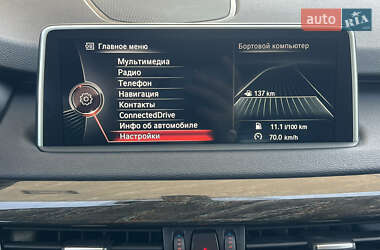 auto RIA
Главное меню
Мультимедиа
Радио
Телефон
Навигация
Контакты
ConnectedDrive
Инфо об автомобиле
Настройки
Бортовой компьютер
137 km
11.1 l/100 km
70.0 km/h